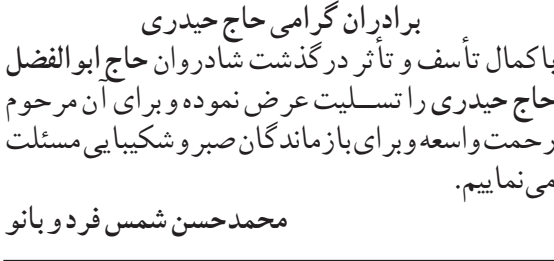 برادران گرامی حاج حیدری
باکمال تأسف و تأثر درگذشت شادروان حاج ابوالفضل
حاج حیدری را تسلیت عرض نموده و برای آن مرحوم
رحمت واسعه و برای بازماندگان صبر و شکیبایی مسئلت
می‌نماییم.
محمدحسن شمس فرد و بانو